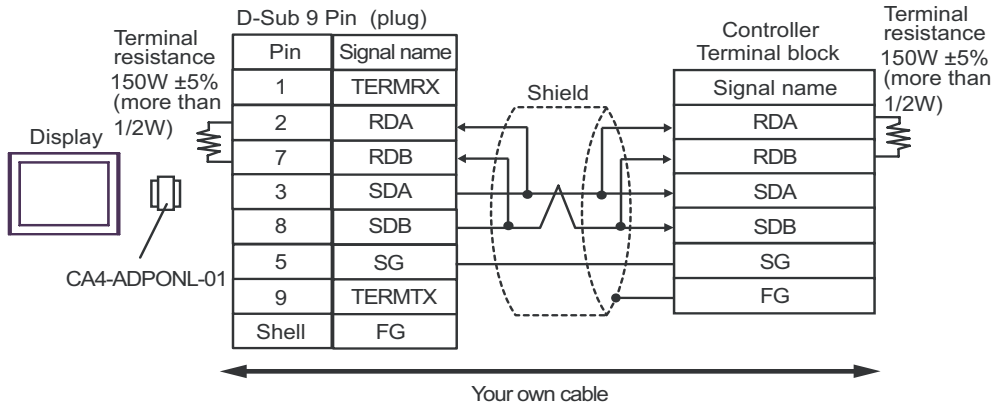 D-Sub 9 Pin (plug)
Terminal
resistance
150W ±5%
(more than
1/2W)
Display
CA4-ADPONL-01
Pin Signal name
1 TERMRX
2 RDA
7 RDB
3 SDA
8 SDB
5 SG
9 TERMTX
Shell FG
Shield
Controller
Terminal block
Signal name
RDA
RDB
SDA
SDB
SG
FG
Terminal
resistance
150W ±5%
(more than
1/2W)
Your own cable